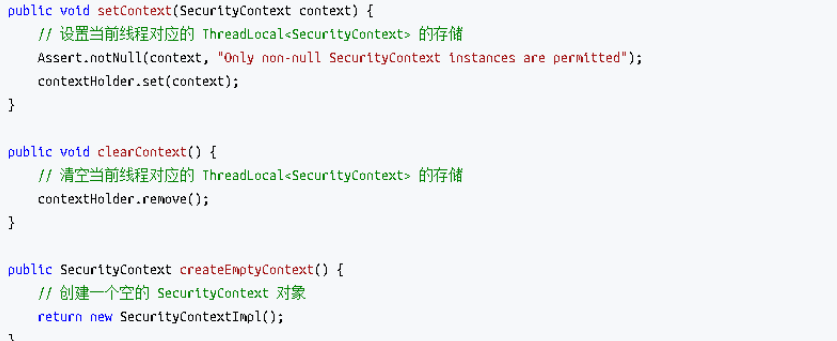 public void setContext(SecurityContext context) {
    // 设置当前线程对应的 ThreadLocal<SecurityContext> 的存储
    Assert.notNull(context, "Only non-null SecurityContext instances are permitted");
    contextHolder.set(context);
}

public void clearContext() {
    // 清空当前线程对应的 ThreadLocal<SecurityContext> 的存储
    contextHolder.remove();
}

public SecurityContext createEmptyContext() {
    // 创建一个空的 SecurityContext 对象
    return new SecurityContextImpl();
}